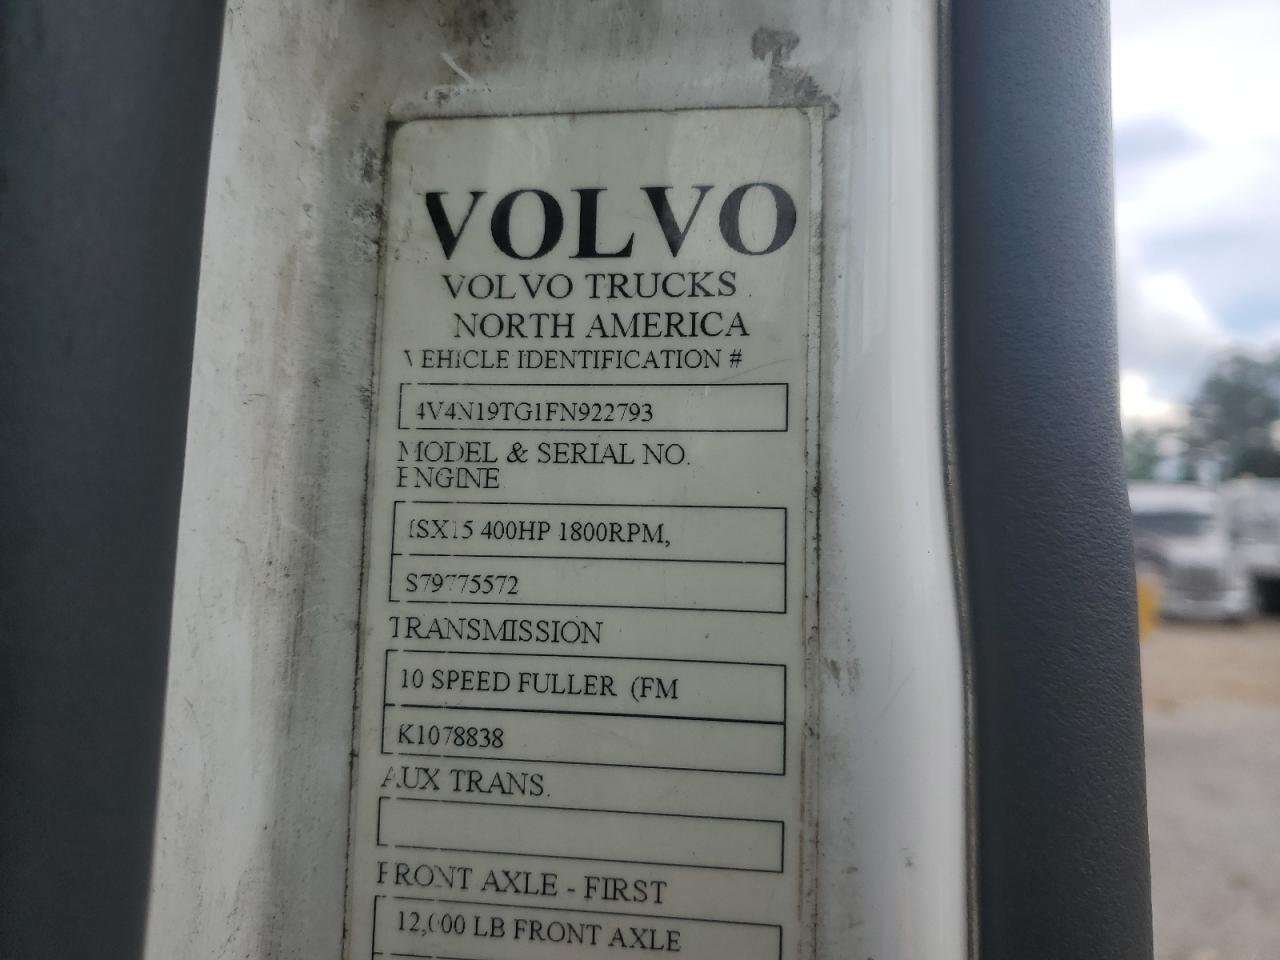 VOLVO
VOLVO TRUCKS
NORTH AMERICA
VEHICLE IDENTIFICATION #
4V4N19TG1FN922793
MODEL & SERIAL NO.
ENGINE
ISX15 400HP 1800RPM,
S79775572
TRANSMISSION
10 SPEED FULLER (FM
K1078838
AUX TRANS.
FRONT AXLE - FIRST
12,000 LB FRONT AXLE